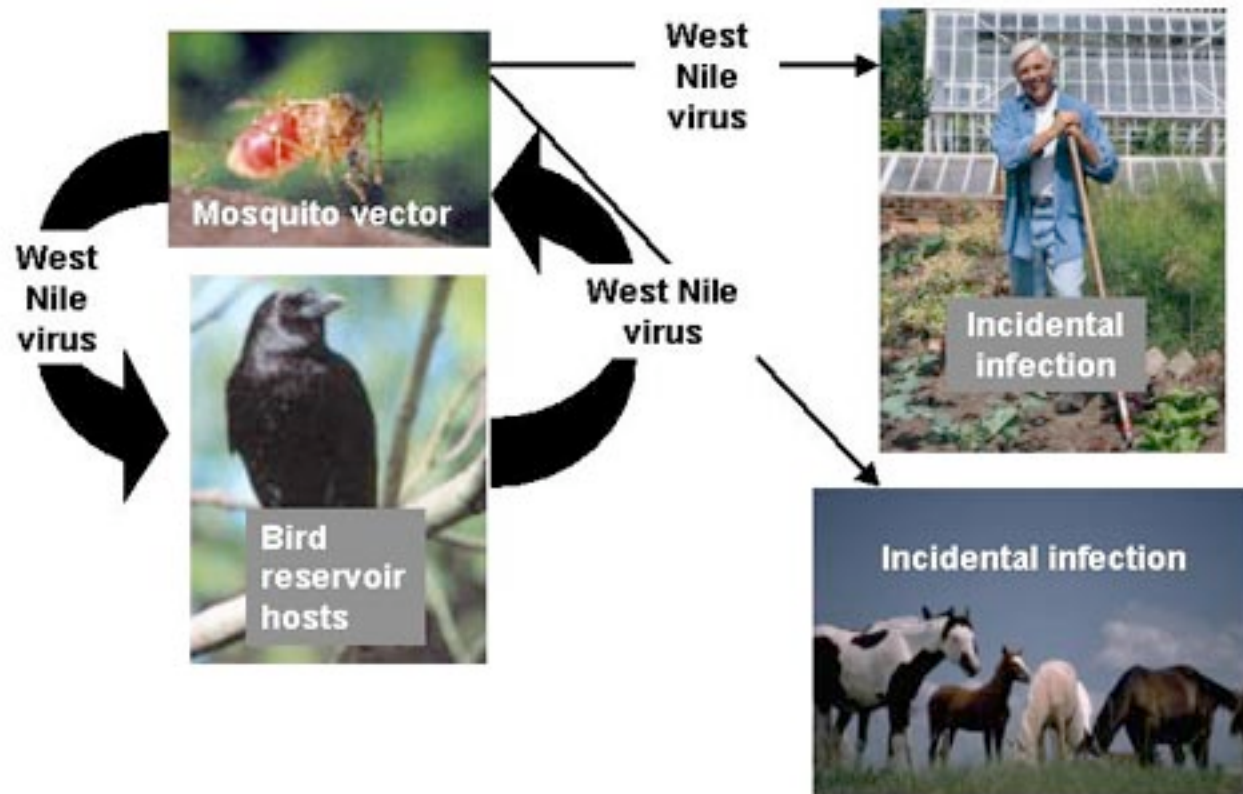 West
Nile
virus
Mosquito vector
West
Nile
virus
West Nile
virus
Incidental
infection
Bird
reservoir
hosts
Incidental infection